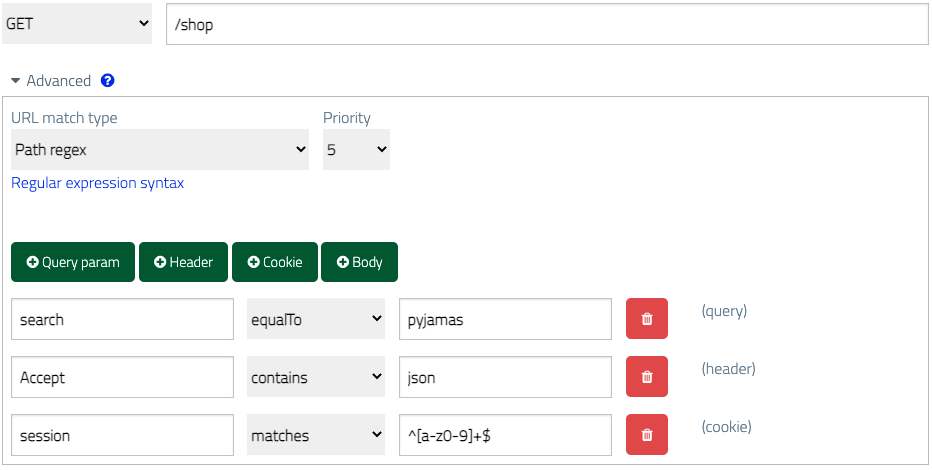 GET /shop
Advanced
URL match type Priority
Path regex 5
Regular expression syntax
Query param Header Cookie Body
search equalTo pyjamas (query)
Accept contains json (header)
session matches ^[a-z0-9]+$ (cookie)